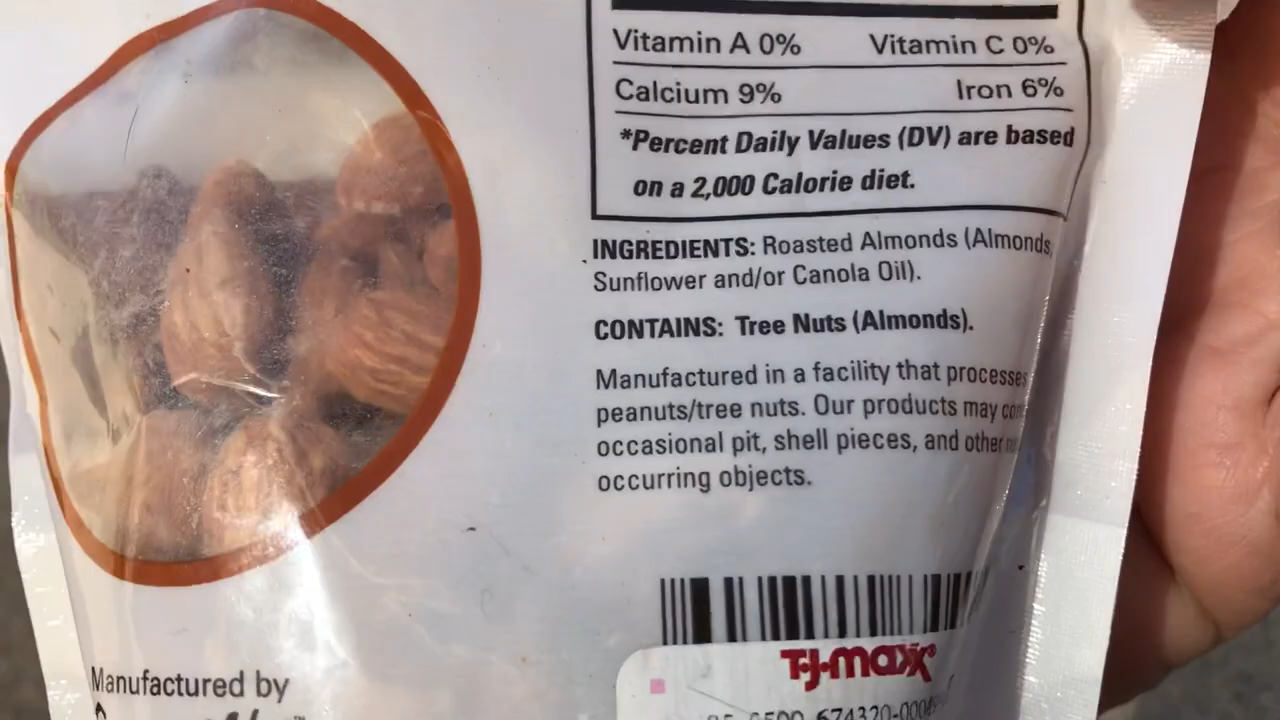 Vitamin A 0% Vitamin C 0%
Calcium 9% Iron 6%
*Percent Daily Values (DV) are based
on a 2,000 Calorie diet.
INGREDIENTS: Roasted Almonds (Almonds,
Sunflower and/or Canola Oil).
CONTAINS: Tree Nuts (Almonds).
Manufactured in a facility that processes
peanuts/tree nuts. Our products may
occasional pit, shell pieces, and other
occurring objects.
Manufactured by
T·J·maxx®